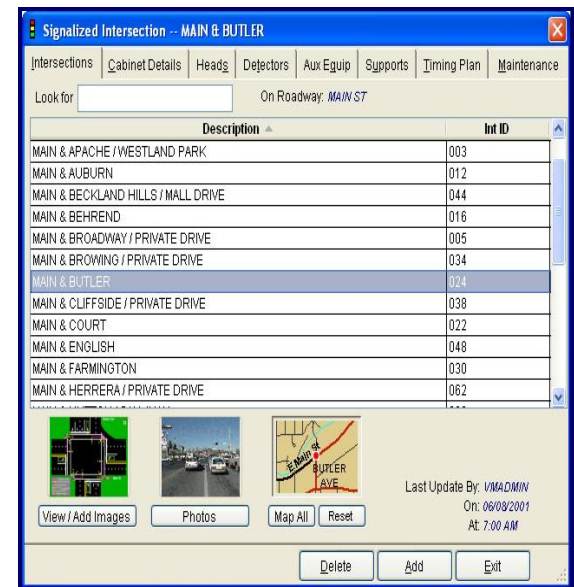 Signalized Intersection -- MAIN & BUTLER
Intersections Cabinet Details Heads Detectors Aux Equip Supports Timing Plan Maintenance
Look for On Roadway: MAIN ST
Description Int ID
MAIN & APACHE / WESTLAND PARK 003
MAIN & AUBURN 012
MAIN & BECKLAND HILLS / MALL DRIVE 044
MAIN & BEHREND 016
MAIN & BROADWAY / PRIVATE DRIVE 005
MAIN & BROWING / PRIVATE DRIVE 034
MAIN & BUTLER 024
MAIN & CLIFFSIDE / PRIVATE DRIVE 038
MAIN & COURT 022
MAIN & ENGLISH 048
MAIN & FARMINGTON 030
MAIN & HERRERA / PRIVATE DRIVE 062
E Main St
BUTLER
AVE
Last Update By: VMADMIN
On: 06/08/2001
At: 7:00 AM
View / Add Images Photos Map All Reset
Delete Add Exit